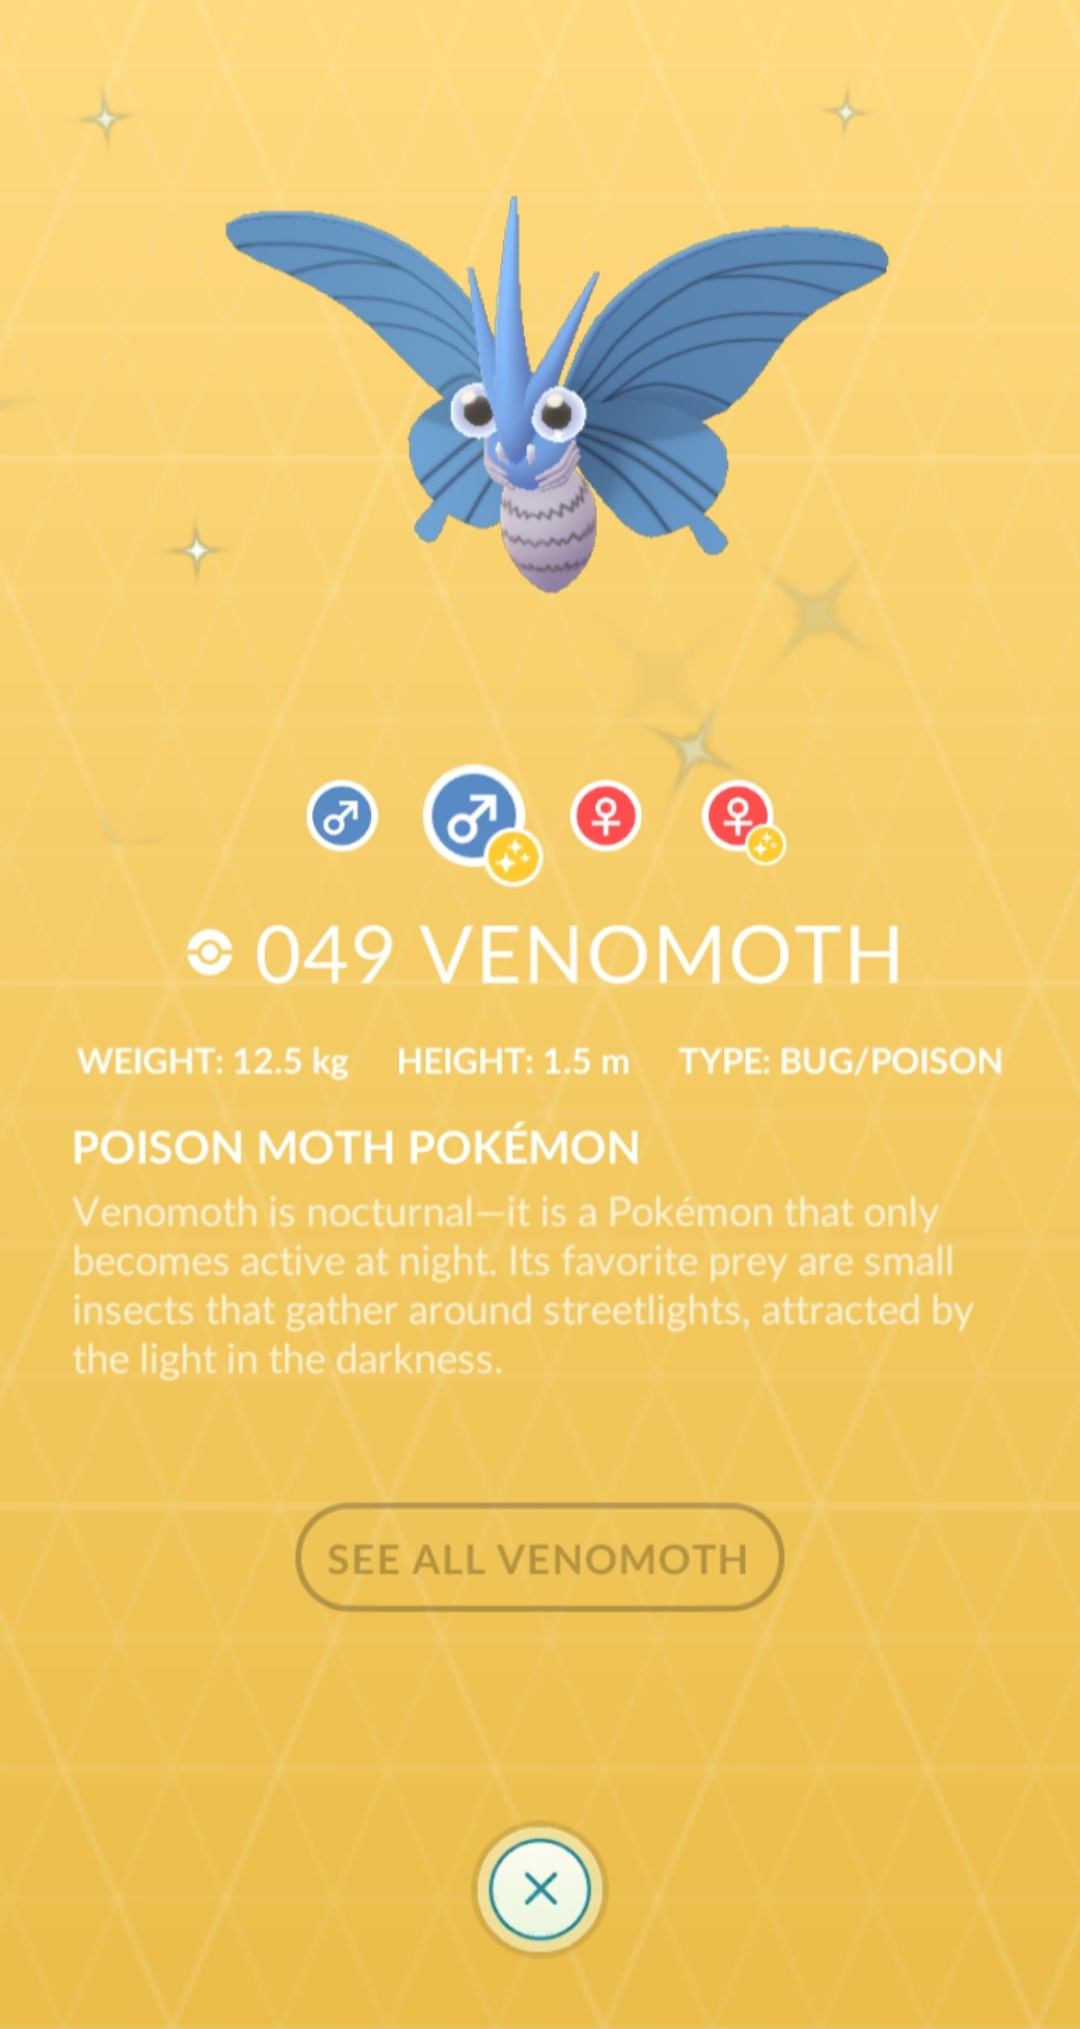 049 VENOMOTH
WEIGHT: 12.5 kg HEIGHT: 1.5 m TYPE: BUG/POISON
POISON MOTH POKÉMON
Venomoth is nocturnal—it is a Pokémon that only
becomes active at night. Its favorite prey are small
insects that gather around streetlights, attracted by
the light in the darkness.
SEE ALL VENOMOTH